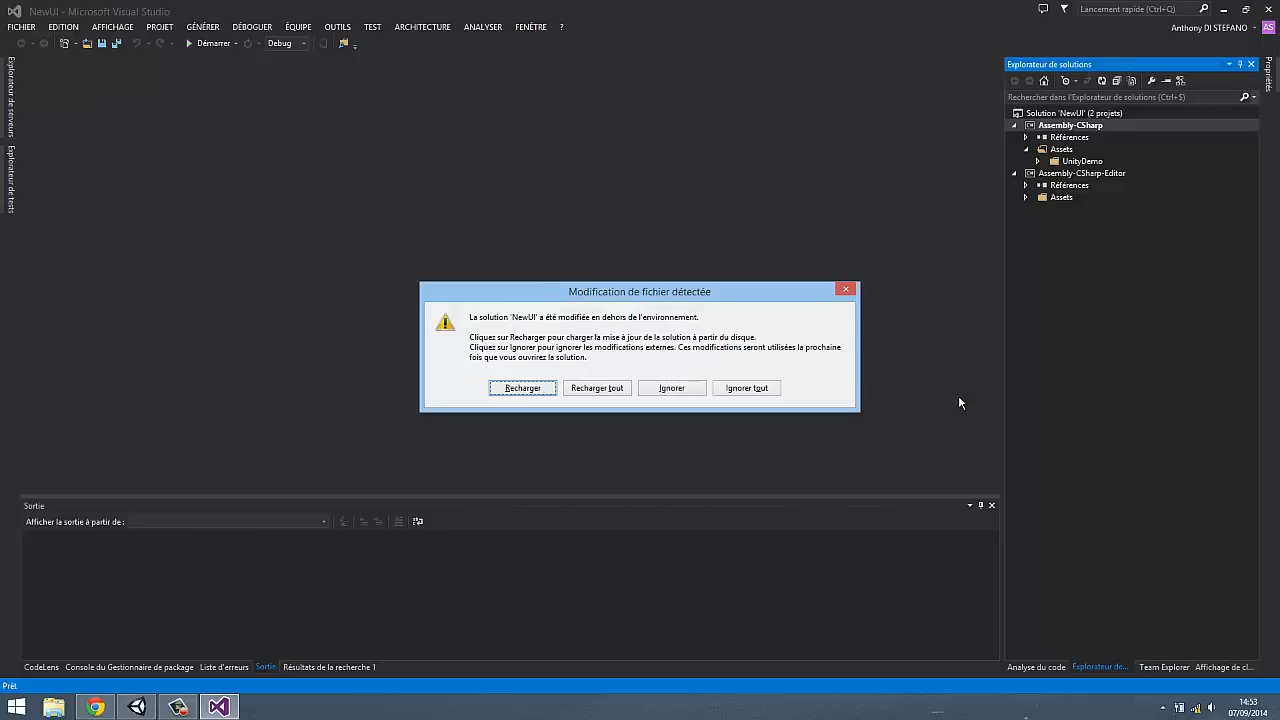 NewUI - Microsoft Visual Studio
Lancement rapide (Ctrl+Q)
FICHIER EDITION AFFICHAGE PROJET GÉNÉRER DÉBOGUER ÉQUIPE OUTILS TEST ARCHITECTURE ANALYSER FENÊTRE ?
Anthony DI STEFANO AS
Démarrer Debug
Explorateur de serveurs
Explorateur de tests
Explorateur de solutions
Propriétés
Rechercher dans l'Explorateur de solutions (Ctrl+$)
Solution 'NewUI' (2 projets)
Assembly-CSharp
Références
Assets
UnityDemo
Assembly-CSharp-Editor
Références
Assets
Modification de fichier détectée
La solution 'NewUI' a été modifiée en dehors de l'environnement.
Cliquez sur Recharger pour charger la mise à jour de la solution à partir du disque.
Cliquez sur Ignorer pour ignorer les modifications externes. Ces modifications seront utilisées la prochaine
fois que vous ouvrirez la solution.
Recharger Recharger tout Ignorer Ignorer tout
Sortie
Afficher la sortie à partir de :
CodeLens Console du Gestionnaire de package Liste d'erreurs Sortie Résultats de la recherche 1
Analyse du code Explorateur de... Team Explorer Affichage de cl...
Prêt
14:53
07/09/2014